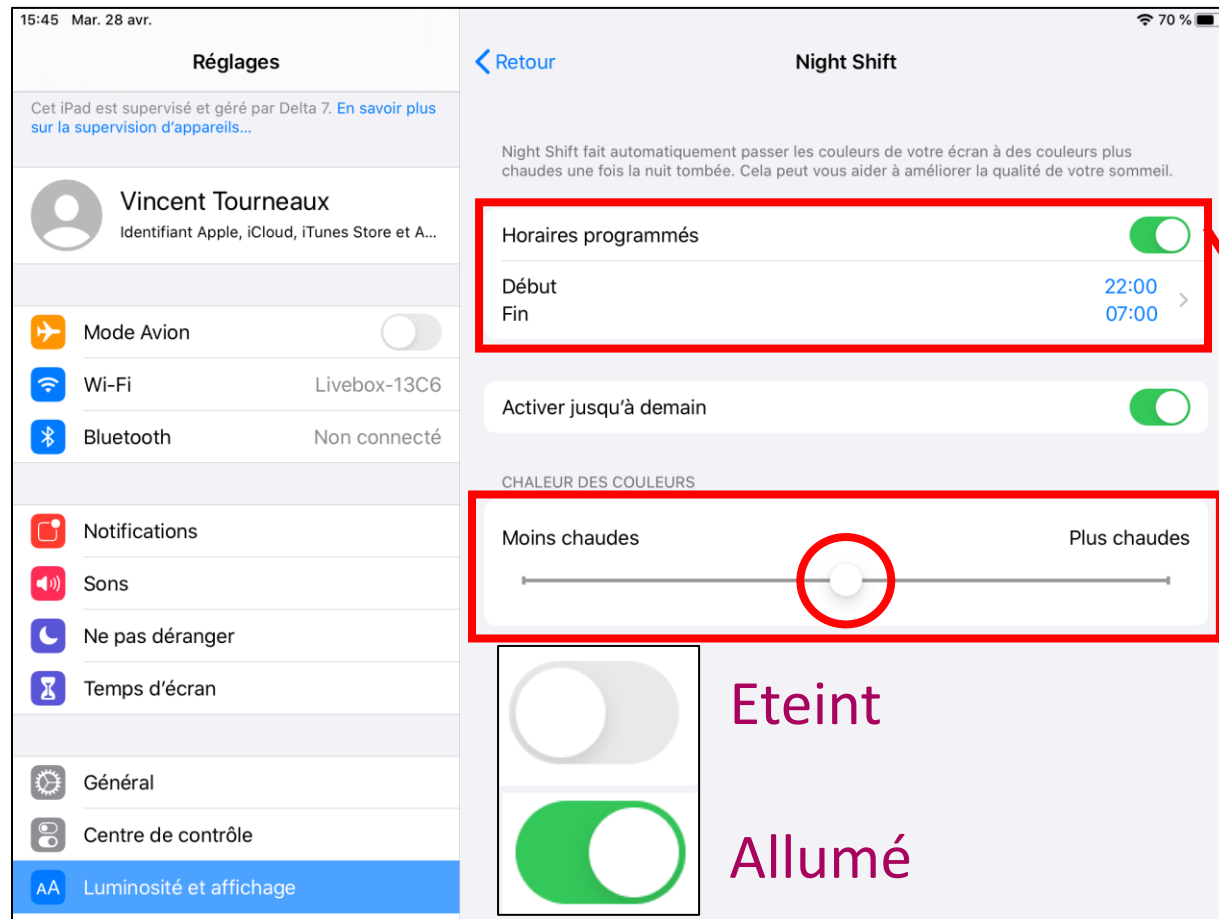 15:45 Mar. 28 avr.
70 %
Réglages
Cet iPad est supervisé et géré par Delta 7. En savoir plus
sur la supervision d'appareils...
Vincent Tourneaux
Identifiant Apple, iCloud, iTunes Store et A...
Mode Avion
Wi-Fi Livebox-13C6
Bluetooth Non connecté
Notifications
Sons
Ne pas déranger
Temps d'écran
Général
Centre de contrôle
AA Luminosité et affichage
Retour Night Shift
Night Shift fait automatiquement passer les couleurs de votre écran à des couleurs plus
chaudes une fois la nuit tombée. Cela peut vous aider à améliorer la qualité de votre sommeil.
Horaires programmés
Début 22:00
Fin 07:00
Activer jusqu'à demain
CHALEUR DES COULEURS
Moins chaudes Plus chaudes
Eteint
Allumé